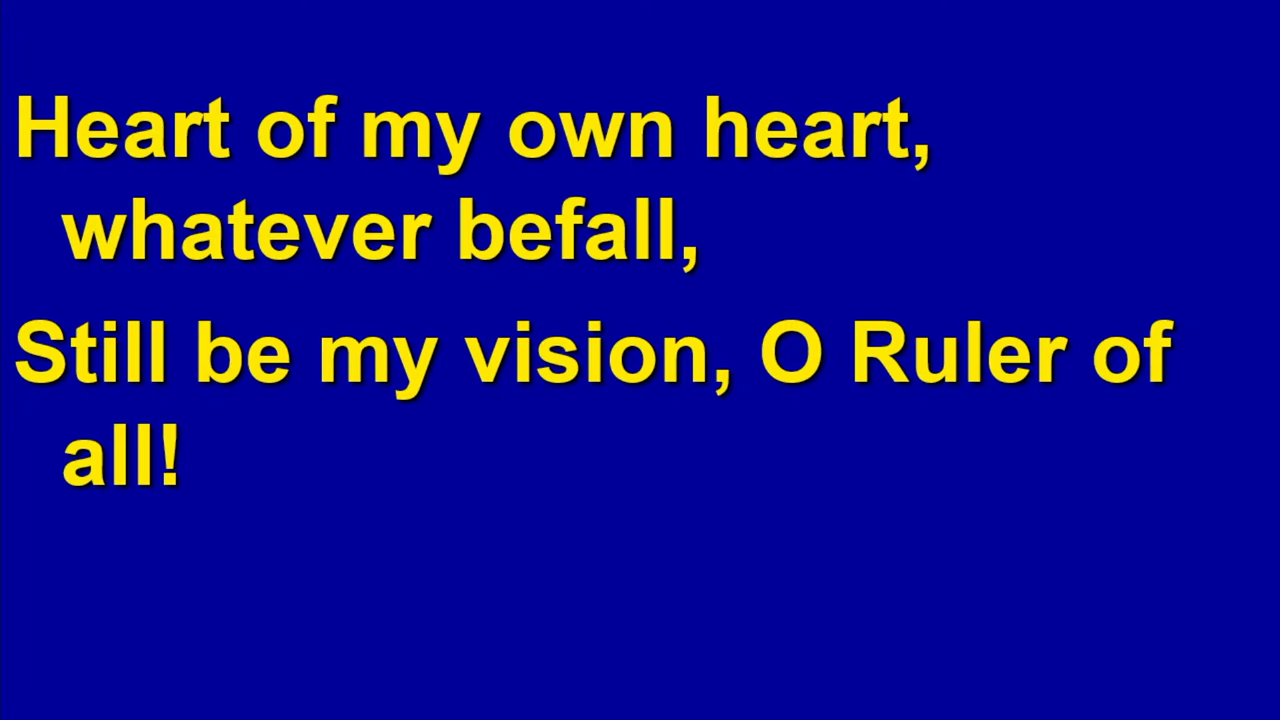 Heart of my own heart,
whatever befall,
Still be my vision, O Ruler of
all!